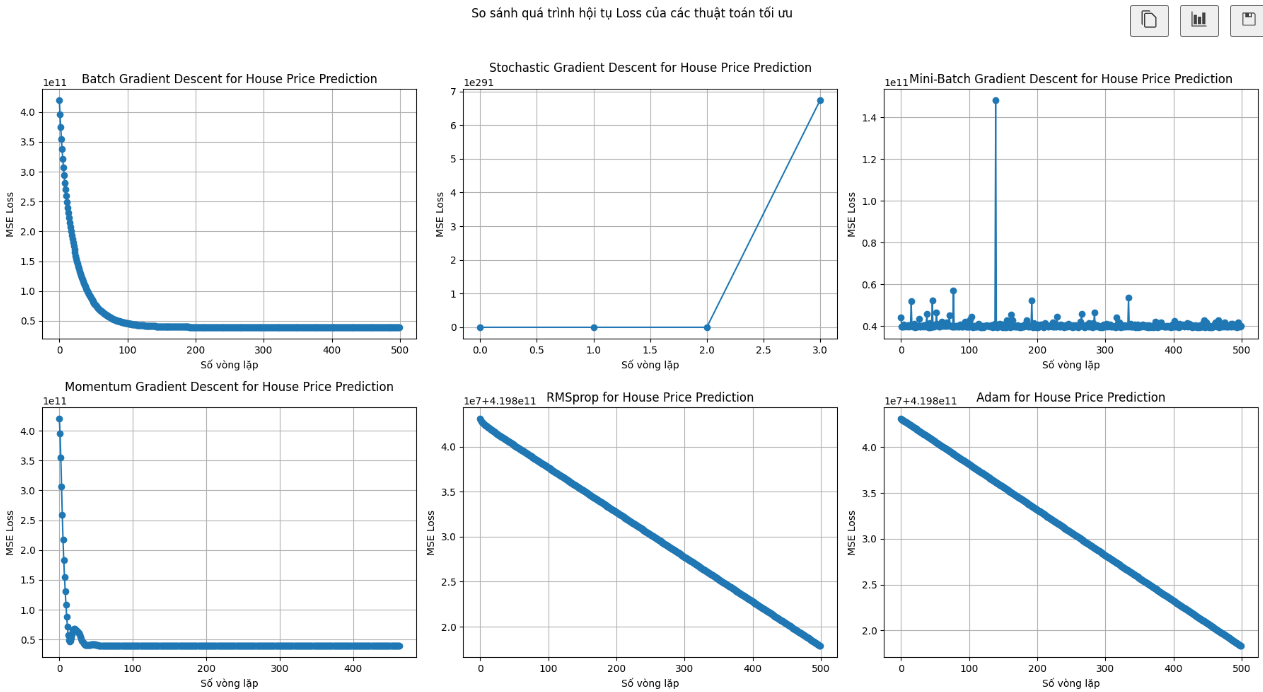 So sánh quá trình hội tụ Loss của các thuật toán tối ưu
Batch Gradient Descent for House Price Prediction
1e11
4.0
3.5
3.0
2.5
2.0
1.5
1.0
0.5
MSE Loss
0 100 200 300 400 500
Số vòng lặp
Stochastic Gradient Descent for House Price Prediction
1e291
7
6
5
4
3
2
1
0
MSE Loss
0.0 0.5 1.0 1.5 2.0 2.5 3.0
Số vòng lặp
Mini-Batch Gradient Descent for House Price Prediction
1e11
1.4
1.2
1.0
0.8
0.6
0.4
MSE Loss
0 100 200 300 400 500
Số vòng lặp
Momentum Gradient Descent for House Price Prediction
1e11
4.0
3.5
3.0
2.5
2.0
1.5
1.0
0.5
MSE Loss
0 100 200 300 400
Số vòng lặp
RMSprop for House Price Prediction
1e7+4.198e11
4.0
3.5
3.0
2.5
2.0
MSE Loss
0 100 200 300 400 500
Số vòng lặp
Adam for House Price Prediction
1e7+4.198e11
4.0
3.5
3.0
2.5
2.0
MSE Loss
0 100 200 300 400 500
Số vòng lặp